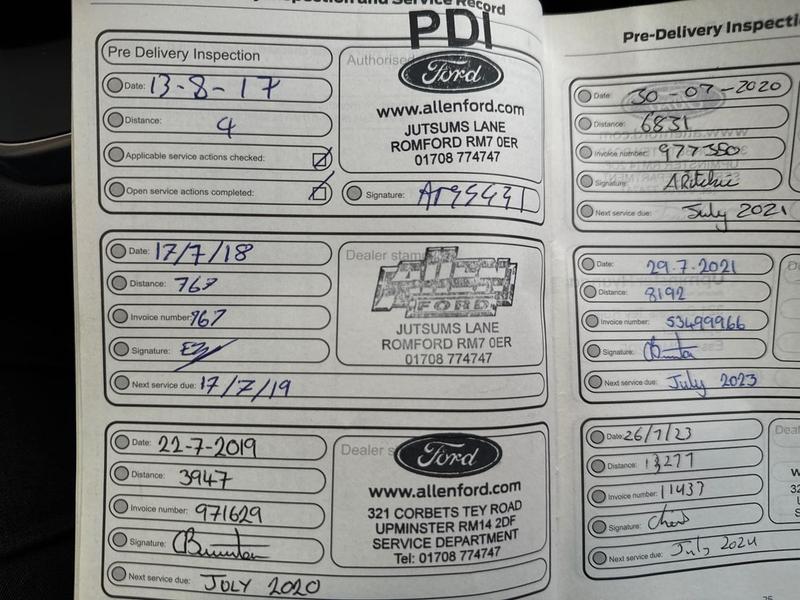 Inspection and Service Record
PDI
Pre Delivery Inspection
Date: 13-8-17
Distance: 4
Applicable service actions checked:
Open service actions completed:
Authorised
Ford
www.allenford.com
JUTSUMS LANE
ROMFORD RM7 0ER
01708 774747
Signature:
Date: 17/7/18
Distance: 767
Invoice number: 767
Signature:
Next service due: 17/7/19
Dealer stam
FORD
JUTSUMS LANE
ROMFORD RM7 0ER
01708 774747
Date: 22-7-2019
Distance: 3947
Invoice number: 971629
Signature:
Next service due: JULY 2020
Dealer s
Ford
www.allenford.com
321 CORBETS TEY ROAD
UPMINSTER RM14 2DF
SERVICE DEPARTMENT
Tel: 01708 774747
Pre-Delivery Inspecti
Date: 30-07-2020
Distance: 6831
Invoice number: 977380
Signature: A Ritchie
Next service due: July 2021
Date: 29.7.2021
Distance: 8192
Invoice number: 53499966
Signature:
Next service due: July 2023
Date: 26/7/23
Distance: 13277
Invoice number: 11437
Signature:
Next service due: July 2024